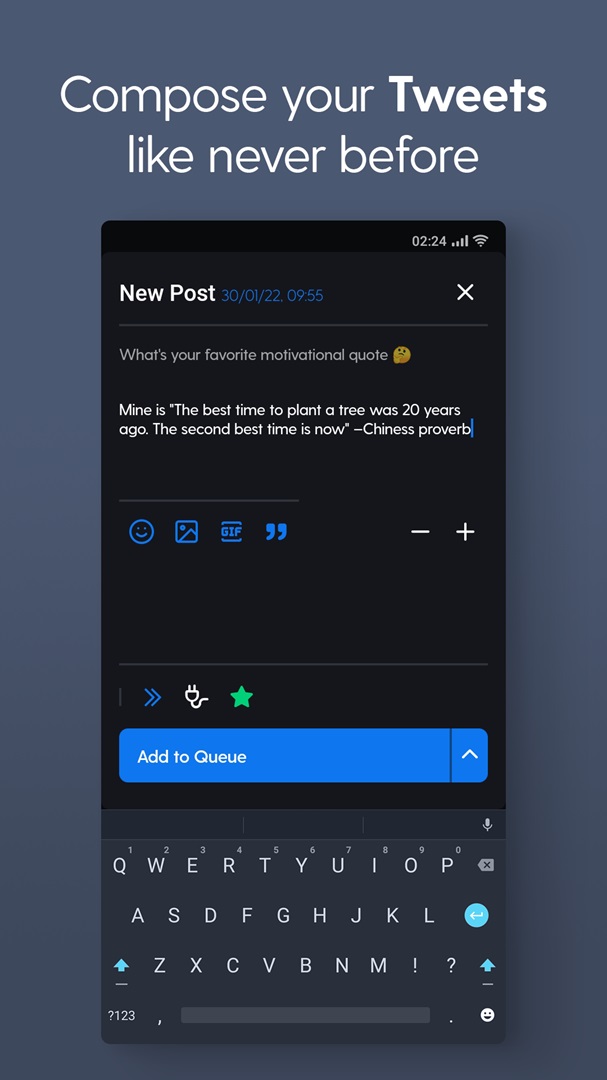 Compose your Tweets
like never before
02:24
New Post 30/01/22, 09:55
What's your favorite motivational quote 🤔
Mine is "The best time to plant a tree was 20 years
ago. The second best time is now" –Chiness proverb
GIF
Add to Queue
1 2 3 4 5 6 7 8 9 0
Q W E R T Y U I O P
A S D F G H J K L
Z X C V B N M ! ?
?123 , .